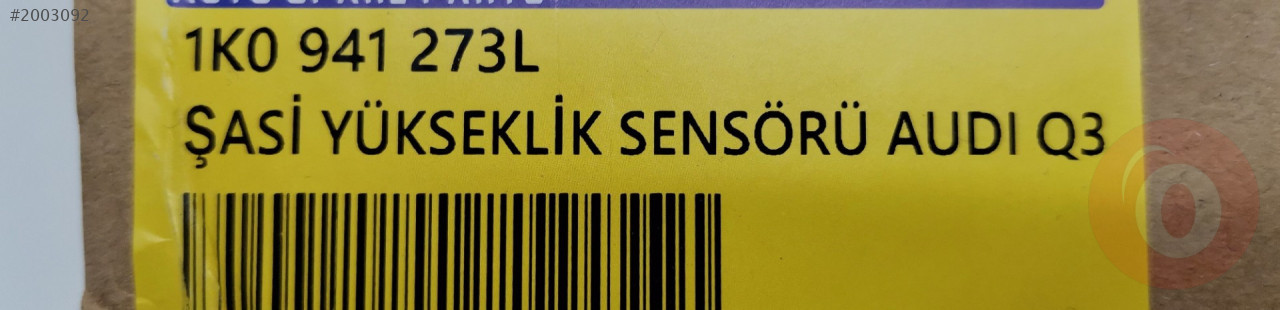 #2003092
1K0 941 273L
ŞASİ YÜKSEKLİK SENSÖRÜ AUDI Q3